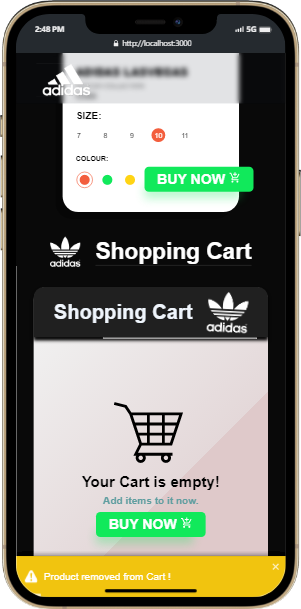 2:48 PM
5G
http://localhost:3000
adidas
SIZE:
7 8 9 10 11
COLOUR:
BUY NOW
adidas
Shopping Cart
Shopping Cart
adidas
Your Cart is empty!
Add items to it now.
BUY NOW
Product removed from Cart !